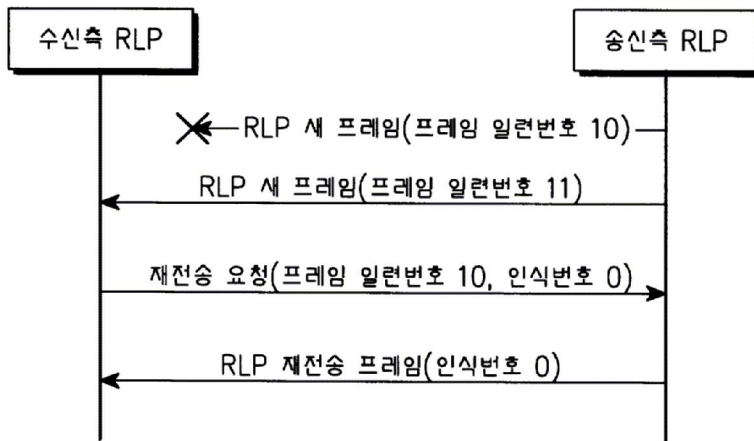 수신측 RLP
송신측 RLP
RLP 새 프레임(프레임 일련번호 10)
RLP 새 프레임(프레임 일련번호 11)
재전송 요청(프레임 일련번호 10, 인식번호 0)
RLP 재전송 프레임(인식번호 0)